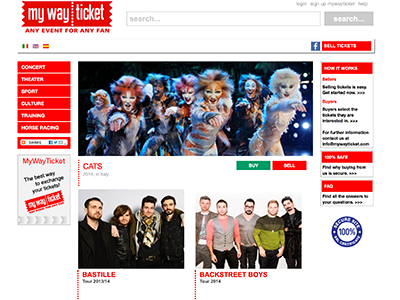 my way ticket
ANY EVENT FOR ANY FAN
login sign up mywayticket help
search...
search...
SELL TICKETS
CONCERT
THEATER
SPORT
CULTURE
TRAINING
HORSE RACING
MyWayTicket
The best way
to exchange
your tickets!
my way ticket
CATS
2014, in Italy
BUY
SELL
BASTILLE
Tour 2013/14
BACKSTREET BOYS
Tour 2014
HOW IT WORKS
Sellers
Selling tickets is easy.
Get started now. >>>
Buyers
Buyers select the
tickets they are
interested in. >>>
For further information
contact us at
info@mywayticket.com
100% SAFE
Find why buying from
us is secure. >>>
FAQ
Find all the answers to
your questions. >>>
SECURE SSL